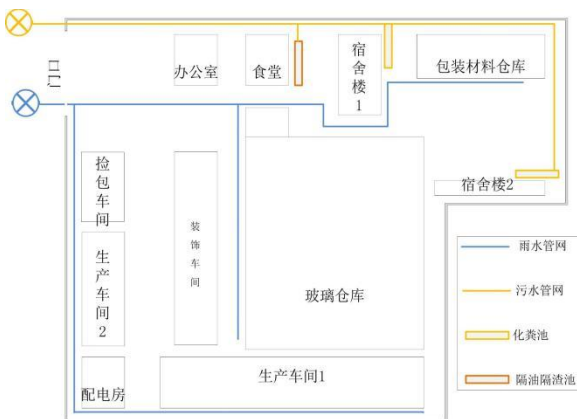 门口
办公室
食堂
宿舍楼1
包装材料仓库
捡包车间
装饰车间
宿舍楼2
生产车间2
玻璃仓库
配电房
生产车间1
雨水管网
污水管网
化粪池
隔油隔渣池